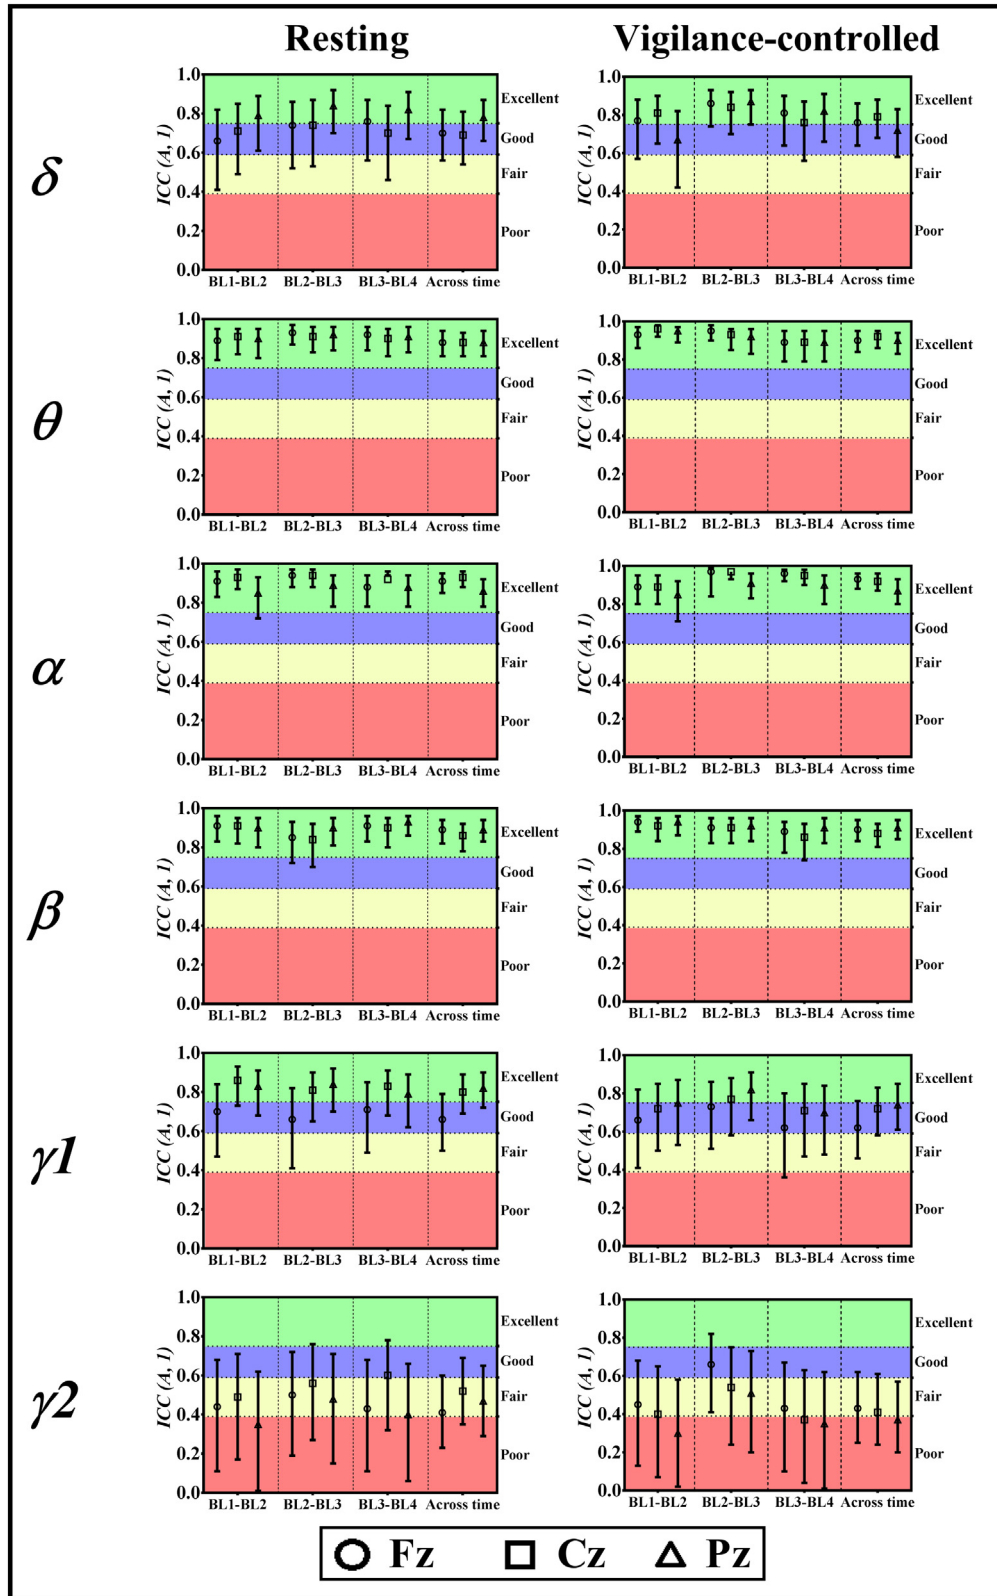 Resting Vigilance-controlled
δ
ICC (A, 1)
1.0
0.8
0.6
0.4
0.2
0.0
Excellent
Good
Fair
Poor
BL1-BL2 BL2-BL3 BL3-BL4 Across time
ICC (A, 1)
1.0
0.8
0.6
0.4
0.2
0.0
Excellent
Good
Fair
Poor
BL1-BL2 BL2-BL3 BL3-BL4 Across time
θ
ICC (A, 1)
1.0
0.8
0.6
0.4
0.2
0.0
Excellent
Good
Fair
Poor
BL1-BL2 BL2-BL3 BL3-BL4 Across time
ICC (A, 1)
1.0
0.8
0.6
0.4
0.2
0.0
Excellent
Good
Fair
Poor
BL1-BL2 BL2-BL3 BL3-BL4 Across time
α
ICC (A, 1)
1.0
0.8
0.6
0.4
0.2
0.0
Excellent
Good
Fair
Poor
BL1-BL2 BL2-BL3 BL3-BL4 Across time
ICC (A, 1)
1.0
0.8
0.6
0.4
0.2
0.0
Excellent
Good
Fair
Poor
BL1-BL2 BL2-BL3 BL3-BL4 Across time
β
ICC (A, 1)
1.0
0.8
0.6
0.4
0.2
0.0
Excellent
Good
Fair
Poor
BL1-BL2 BL2-BL3 BL3-BL4 Across time
ICC (A, 1)
1.0
0.8
0.6
0.4
0.2
0.0
Excellent
Good
Fair
Poor
BL1-BL2 BL2-BL3 BL3-BL4 Across time
γ1
ICC (A, 1)
1.0
0.8
0.6
0.4
0.2
0.0
Excellent
Good
Fair
Poor
BL1-BL2 BL2-BL3 BL3-BL4 Across time
ICC (A, 1)
1.0
0.8
0.6
0.4
0.2
0.0
Excellent
Good
Fair
Poor
BL1-BL2 BL2-BL3 BL3-BL4 Across time
γ2
ICC (A, 1)
1.0
0.8
0.6
0.4
0.2
0.0
Excellent
Good
Fair
Poor
BL1-BL2 BL2-BL3 BL3-BL4 Across time
ICC (A, 1)
1.0
0.8
0.6
0.4
0.2
0.0
Excellent
Good
Fair
Poor
BL1-BL2 BL2-BL3 BL3-BL4 Across time
Fz Cz Pz